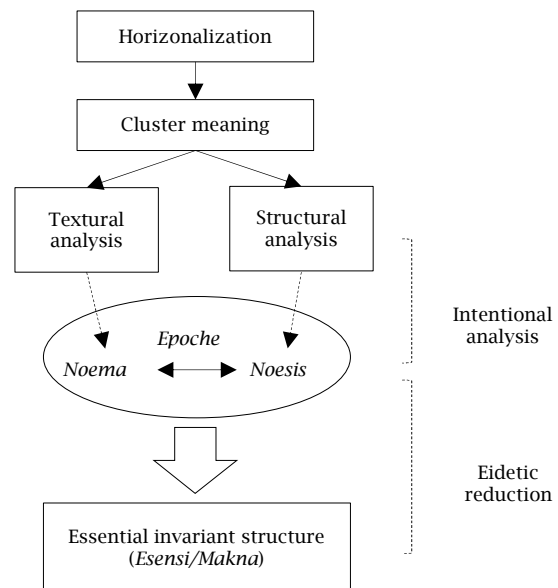 Horizonalization
Cluster meaning
Textural
analysis
Structural
analysis
Intentional
analysis
Epoche
Noema
Noesis
Eidetic
reduction
Essential invariant structure
(Esensi/Makna)